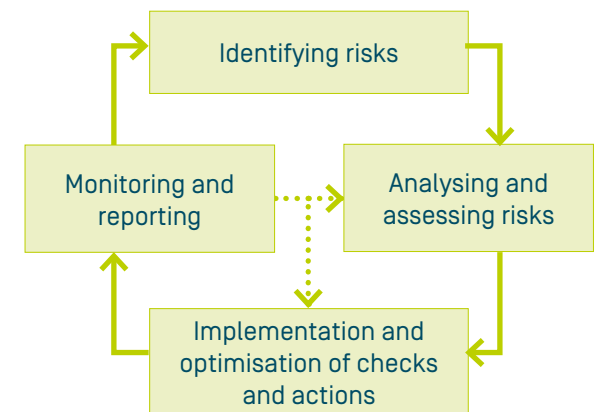 Identifying risks
Monitoring and
reporting
Analysing and
assessing risks
Implementation and
optimisation of checks
and actions